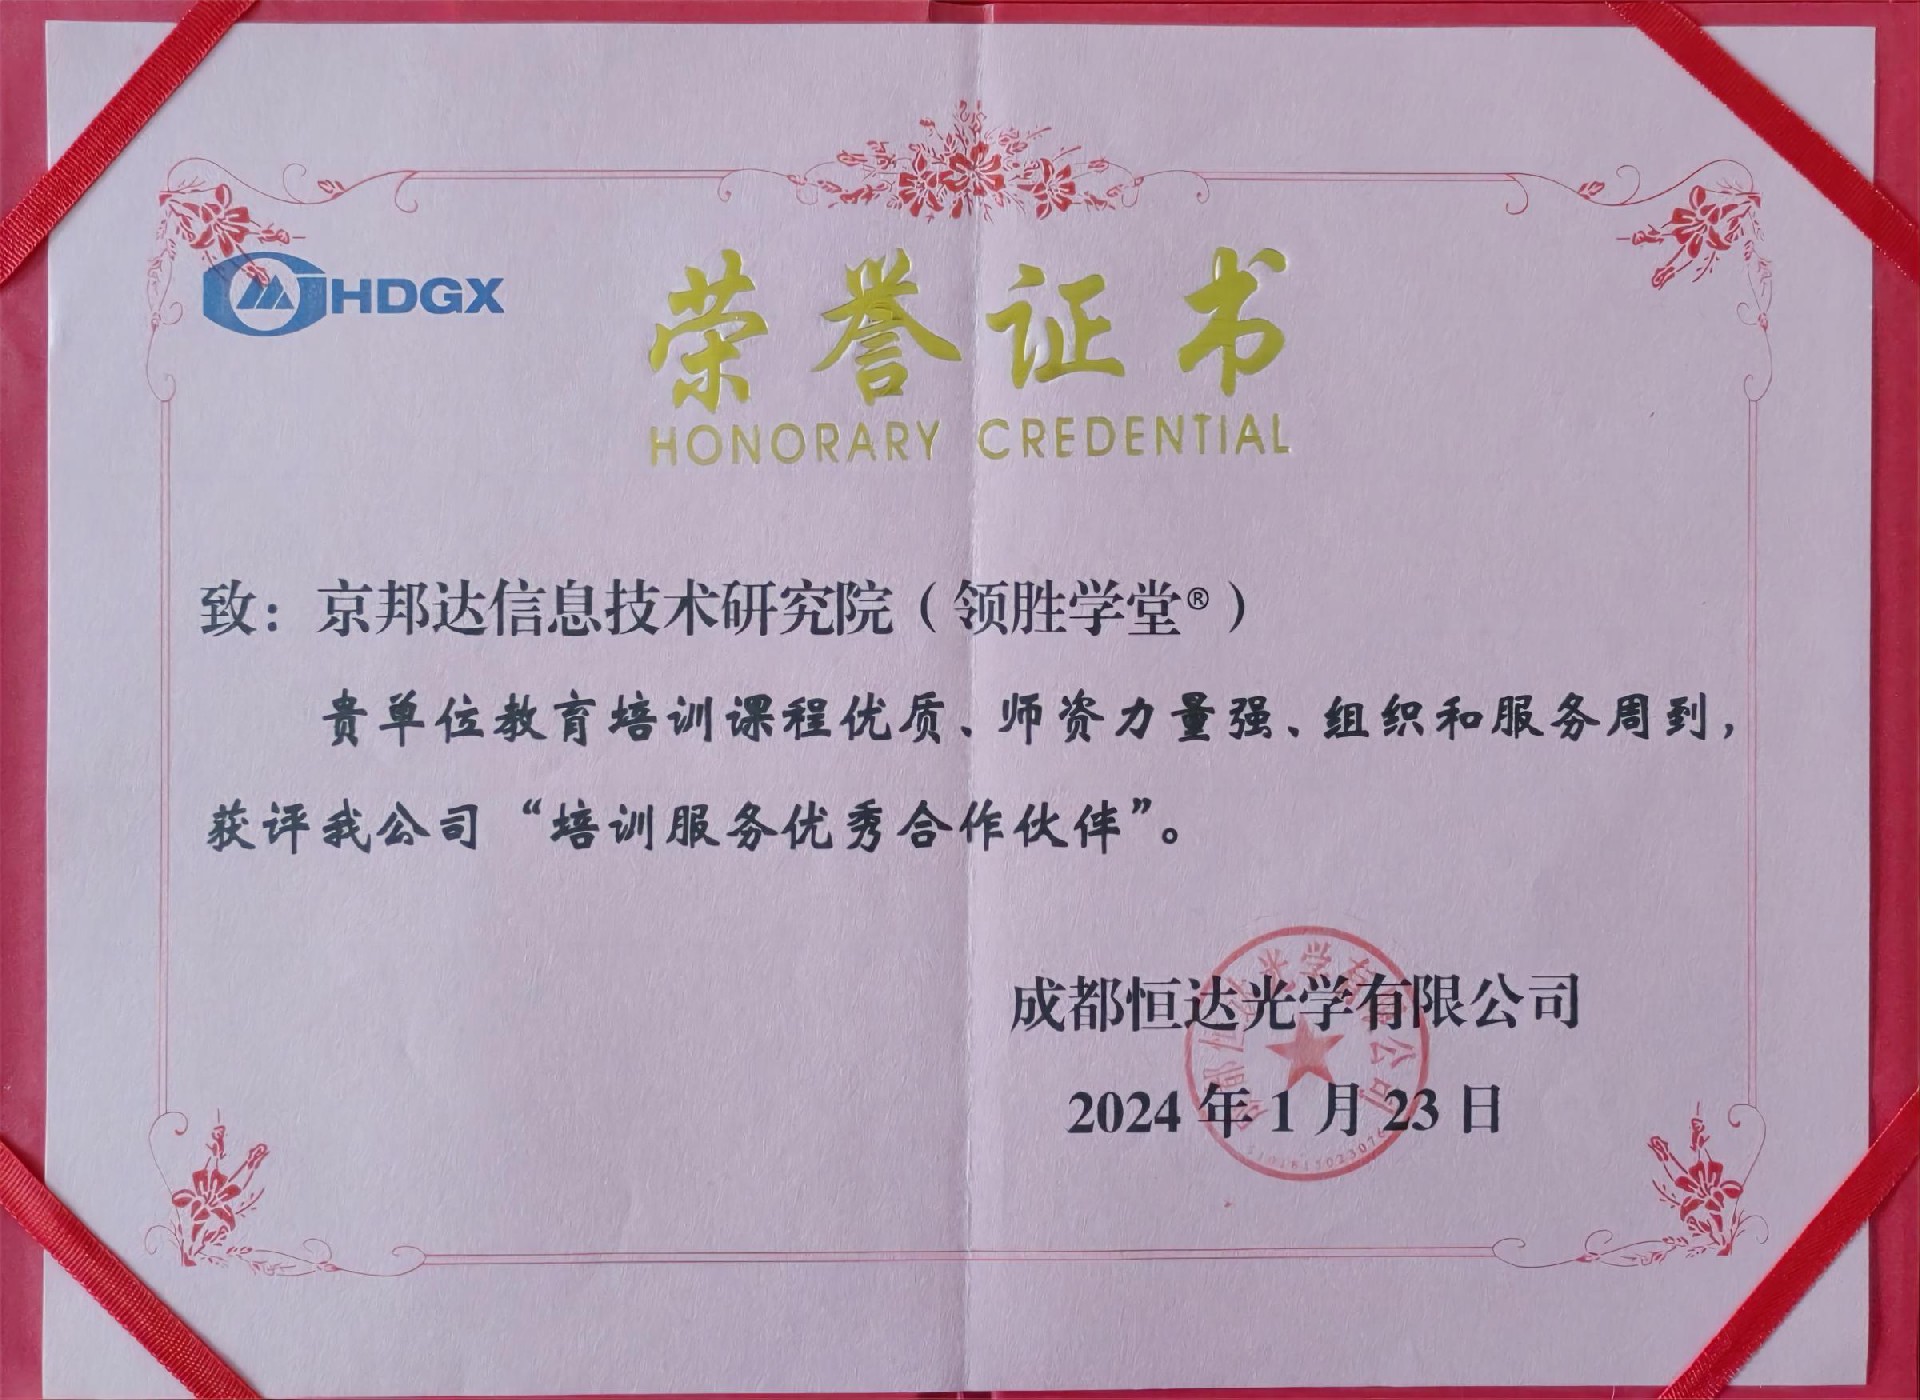 HDGX
荣誉证书
HONORARY CREDENTIAL
致：京邦达信息技术研究院（领胜学堂®）
贵单位教育培训课程优质、师资力量强、组织和服务周到，
获评我公司“培训服务优秀合作伙伴”。
成都恒达光学有限公司
2024年1月23日